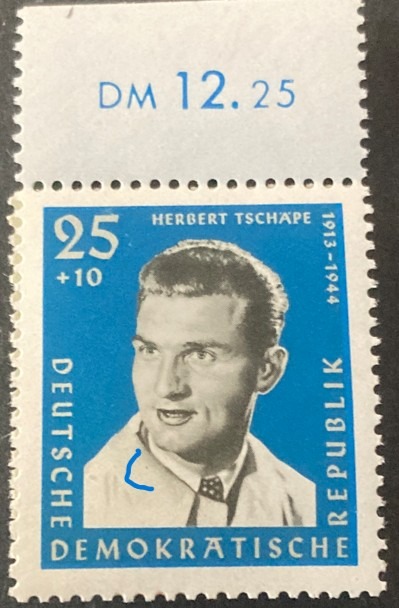 DM 12.25
25
+10
HERBERT TSCHÄPE
1913-1944
DEUTSCHE
DEMOKRATISCHE
REPUBLIK